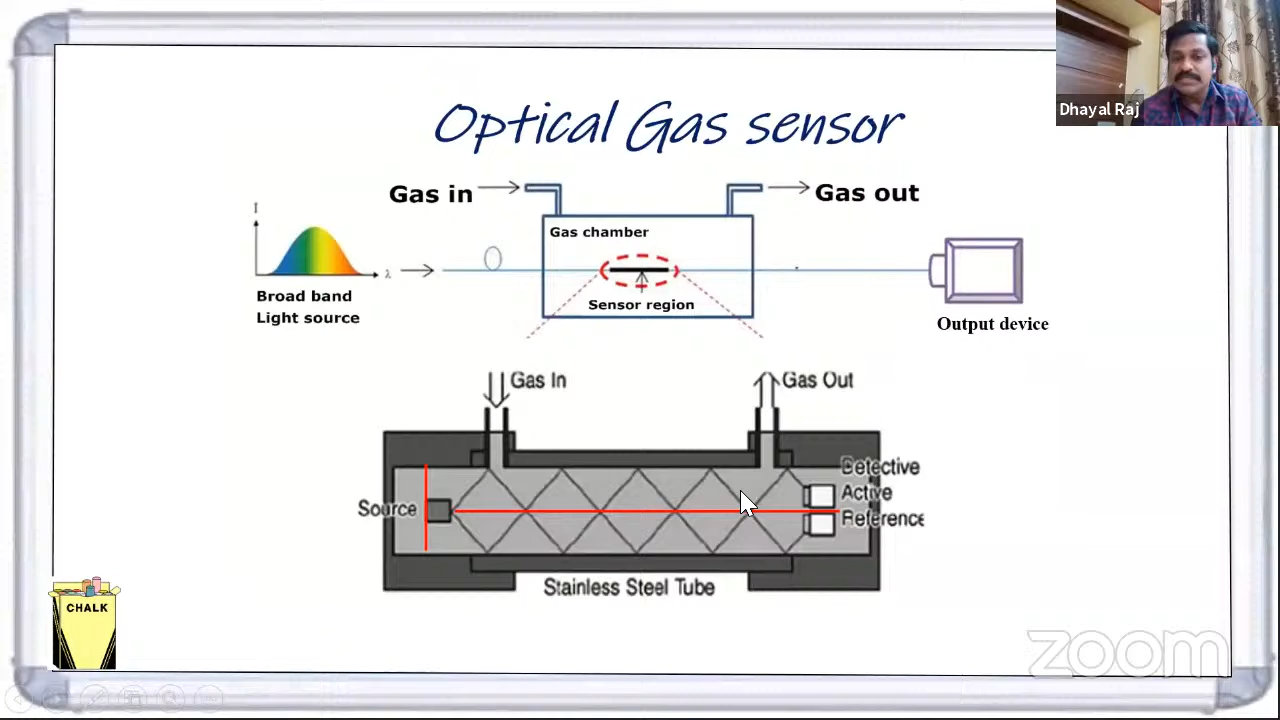 Dhayal Raj
Optical Gas sensor
Gas in
Gas out
I
Gas chamber
λ
Broad band
Light source
Sensor region
Output device
Gas In
Gas Out
Detective
Source
Active
Reference
Stainless Steel Tube
CHALK
zoom